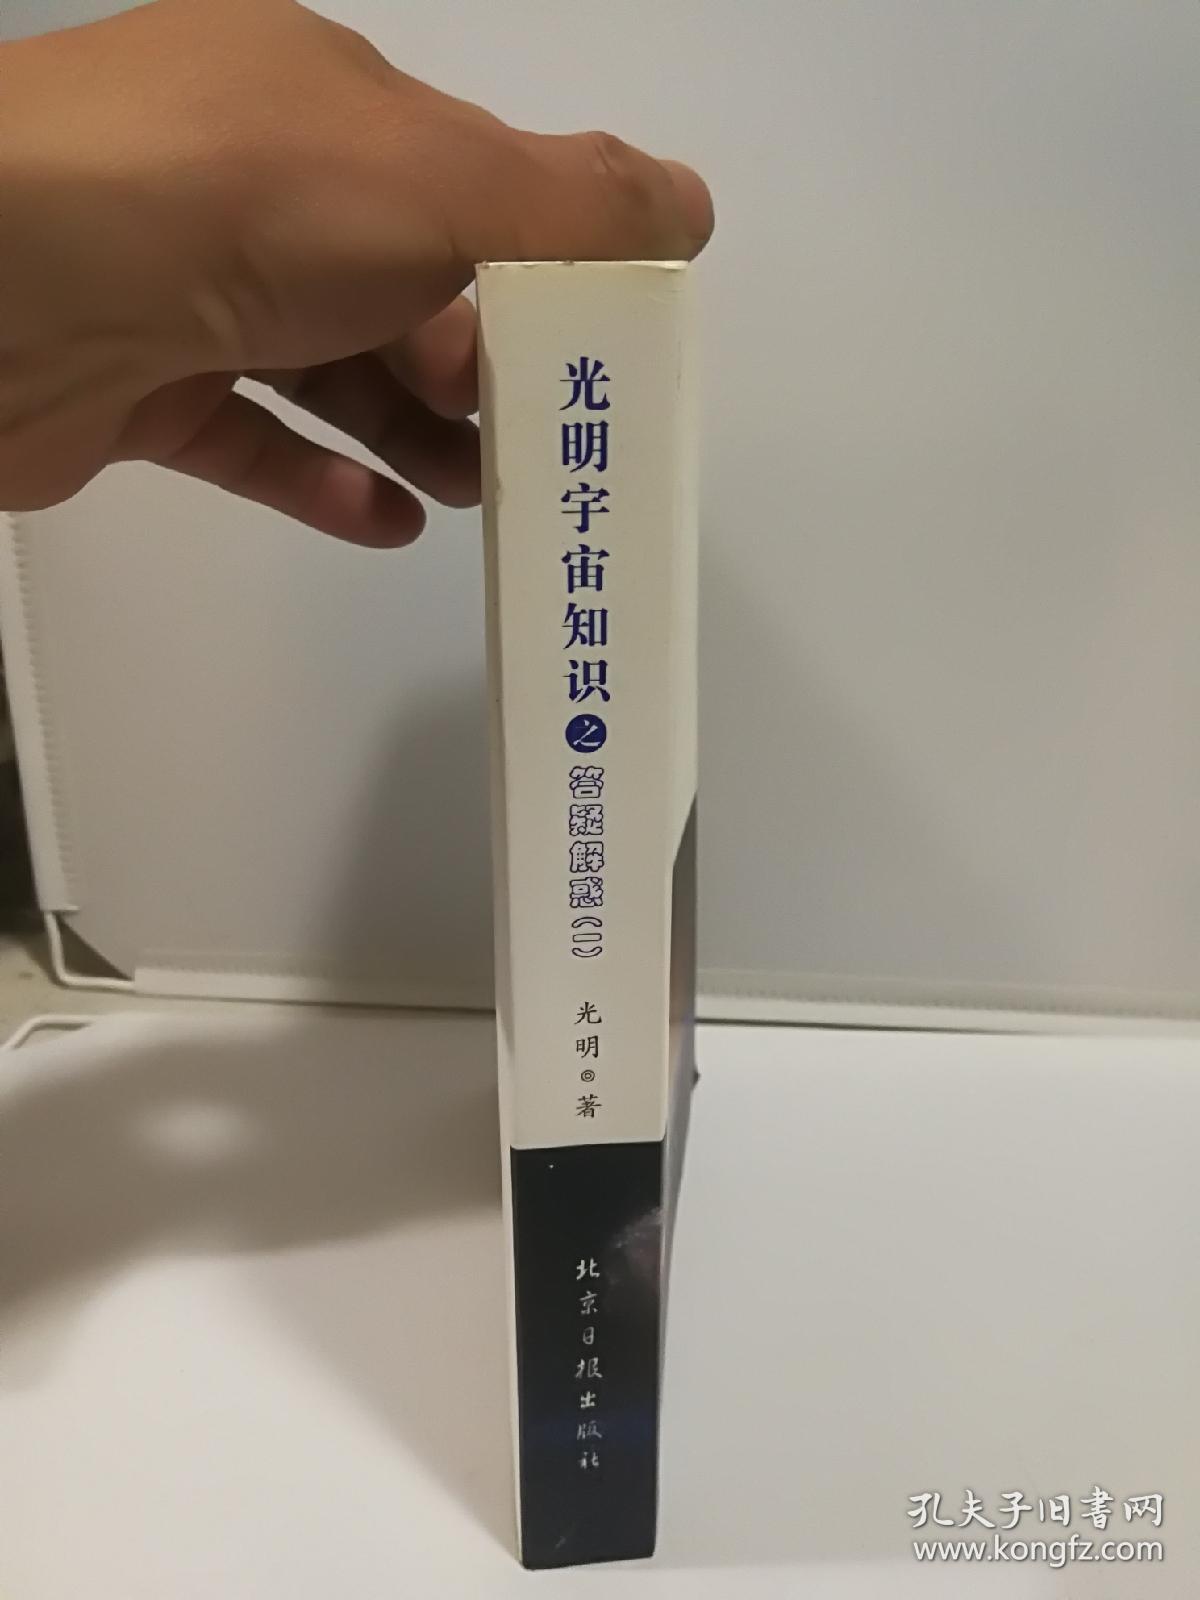 光明宇宙知识之答疑解惑（二）
光明◎著
北京日报出版社
孔夫子旧书网
www.kongfz.com